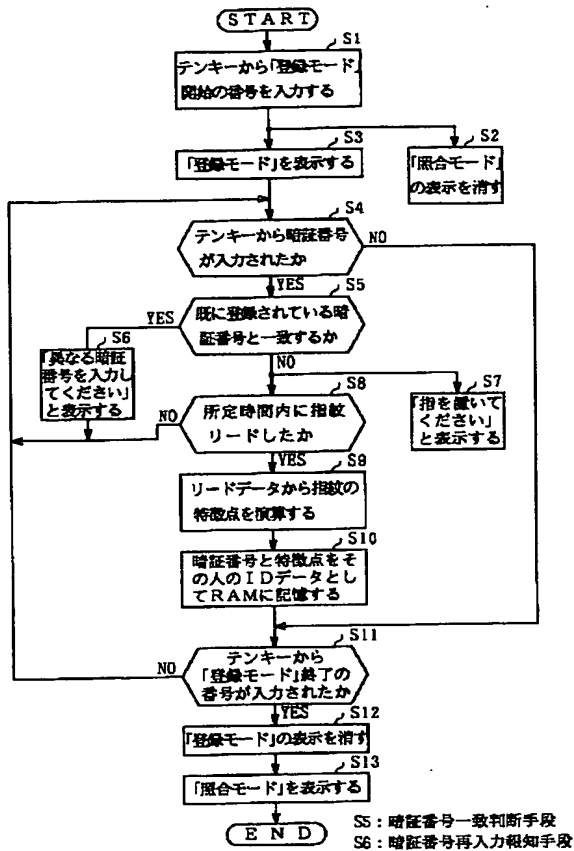 START
S1
テンキーから「登録モード」
開始の番号を入力する
S3
「登録モード」を表示する
S2
「照合モード」
の表示を消す
S4
テンキーから暗証番号
が入力されたか
NO
YES
S5
既に登録されている暗
証番号と一致するか
YES
S6
「異なる暗証
番号を入力し
てください」
と表示する
NO
S7
「指を置いて
ください」
と表示する
S8
所定時間内に指紋
リードしたか
NO
YES
S9
リードデータから指紋の
特徴点を演算する
S10
暗証番号と特徴点をそ
の人のIDデータとし
てRAMに記憶する
S11
テンキーから
「登録モード」終了の
番号が入力されたか
NO
YES
S12
「登録モード」の表示を消す
S13
「照合モード」を表示する
END
S5:暗証番号一致判断手段
S6:暗証番号再入力報知手段